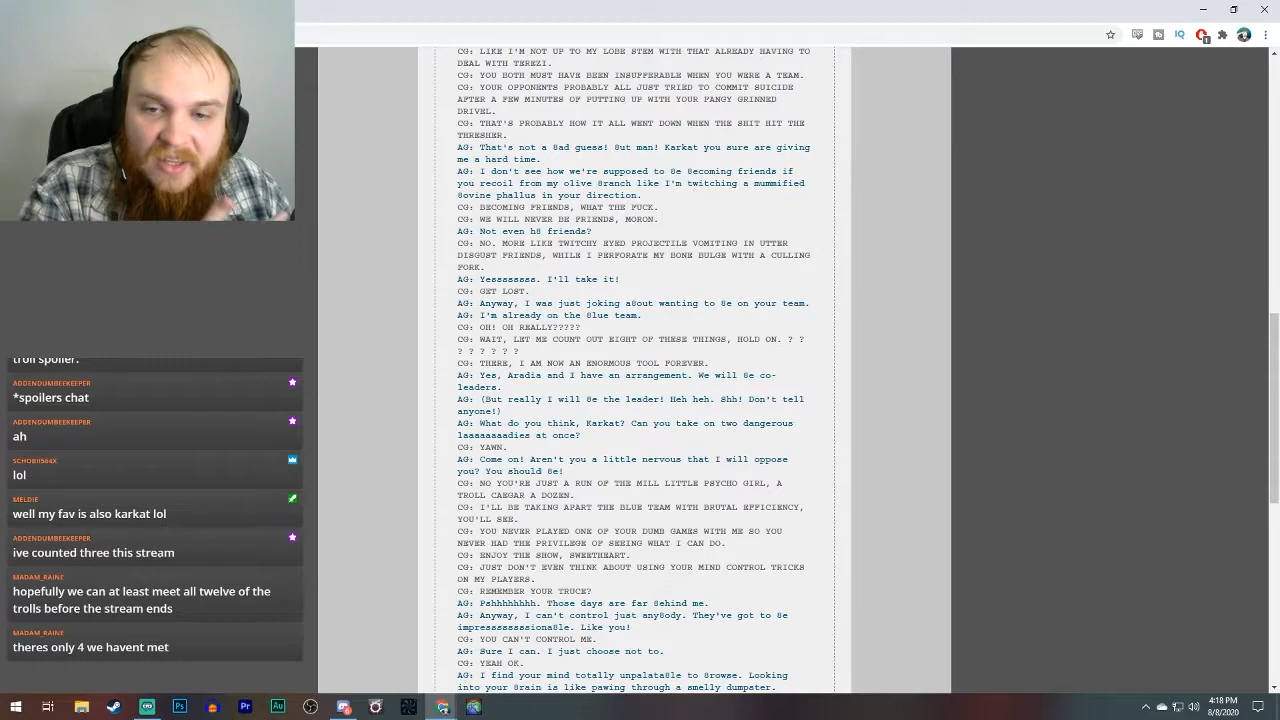 CG: LIKE I'M NOT UP TO MY LOBE STEM WITH THAT ALREADY HAVING TO
DEAL WITH TEREZI.
CG: YOU BOTH MUST HAVE BEEN INSUFFERABLE WHEN YOU WERE A TEAM.
CG: YOUR OPPONENTS PROBABLY ALL JUST TRIED TO COMMIT SUICIDE
AFTER A FEW MINUTES OF PUTTING UP WITH YOUR FANGY GRINNED
DRIVEL.
CG: THAT'S PROBABLY HOW IT ALL WENT DOWN WHEN THE SHIT HIT THE
THRESHER.
AG: That's not a 8ad guess! 8ut man! Karkat you sure are giving
me a hard time.
AG: I don't see how we're supposed to 8e 8ecoming friends if
you recoil from my olive 8ranch like I'm twitching a mummified
8ovine phallus in your direction.
CG: BECOMING FRIENDS, WHAT THE FUCK.
CG: WE WILL NEVER BE FRIENDS, MORON.
AG: Not even h8 friends?
CG: NO. MORE LIKE TWITCHY EYED PROJECTILE VOMITING IN UTTER
DISGUST FRIENDS, WHILE I PERFORATE MY BONE BULGE WITH A CULLING
FORK.
AG: Yessssssss. I'll take it!
CG: GET LOST.
AG: Anyway, I was just joking a8out wanting to 8e on your team.
AG: I'm already on the 8lue team.
CG: OH! OH REALLY?????
CG: WAIT, LET ME COUNT OUT EIGHT OF THESE THINGS, HOLD ON. ? ?
? ? ? ? ? ?
CG: THERE, I AM NOW AN ENORMOUS TOOL FOREVER.
AG: Yes, Aradia and I have an arrangement. We will 8e co-
leaders.
AG: (But really I will 8e the leader! Heh heh. Shh! Don't tell
anyone!)
AG: What do you think, Karkat? Can you take on two dangerous
laaaaaaaadies at once?
CG: YAWN.
AG: Come on! Aren't you a little nervous that I will oppose
you? You should 8e!
CG: NO YOU'RE JUST A RUN OF THE MILL LITTLE PSYCHO GIRL, A
TROLL CAEGAR A DOZEN.
CG: I'LL BE TAKING APART THE BLUE TEAM WITH BRUTAL EFFICIENCY,
YOU'LL SEE.
CG: YOU NEVER PLAYED ONE OF YOUR DUMB GAMES WITH ME SO YOU
NEVER HAD THE PRIVILEGE OF SEEING WHAT I CAN DO.
CG: ENJOY THE SHOW, SWEETHEART.
CG: JUST DON'T EVEN THINK ABOUT USING YOUR MIND CONTROL TRICKS
ON MY PLAYERS.
CG: REMEMBER YOUR TRUCE?
AG: Pshhhhhhhh. Those days are far 8ehind me.
AG: Anyway, I can't control just any8ody. They've got to 8e
impressssssssiona8le. Like you!
CG: YOU CAN'T CONTROL ME.
AG: Sure I can. I just choose not to.
CG: YEAH OK.
AG: I find your mind totally unpalata8le to 8rowse. Looking
into your 8rain is like pawing through a smelly dumpster.
troll spoiler.
ADDENDUMBEEKEEPER
*spoilers chat
ADDENDUMBEEKEEPER
ah
SCHOBII564X
lol
MELDIE
well my fav is also karkat lol
ADDENDUMBEEKEEPER
ive counted three this stream
MADAM_RAINE
hopefully we can at least meet all twelve of the
trolls before the stream ends
MADAM_RAINE
theres only 4 we havent met
IQ
1
Ps
Pr
Au
4:18 PM
8/8/2020